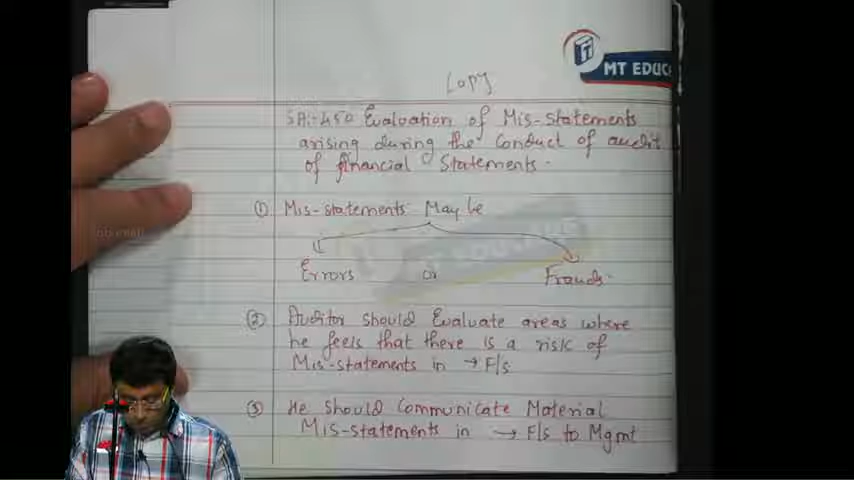 MT EDUC
Copy
SA:-450 Evaluation of Mis-Statements
arising during the Conduct of audit
of financial Statements.
① Mis-statements May be
Errors or Frauds.
② Auditor should Evaluate areas where
he feels that there is a risk of
Mis-statements in → F/s
③ He should Communicate Material
Mis-statements in → F/s to Mgmt